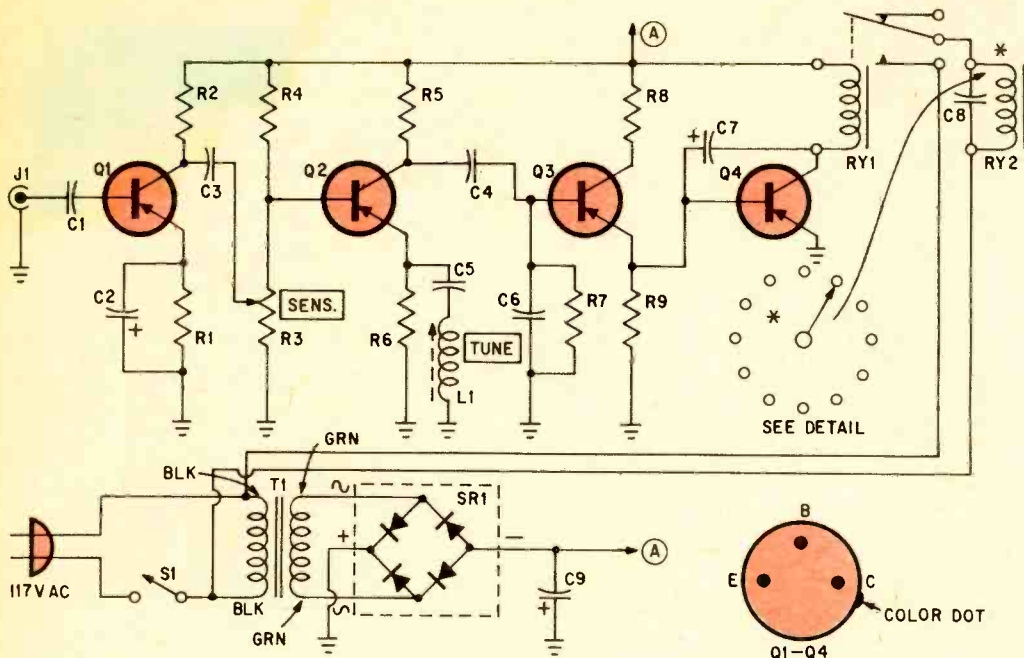 A
R2
R4
R5
R8
*
C8
RY1
RY2
J1
Q1
C3
Q2
C4
Q3
+
C7
Q4
C1
C2
+
R1
SENS.
R3
R6
C5
TUNE
L1
C6
R7
R9
*
SEE DETAIL
GRN
BLK
T1
SR1
~
+
−
A
S1
117V AC
BLK
GRN
~
C9
+
B
E
C
COLOR DOT
Q1–Q4